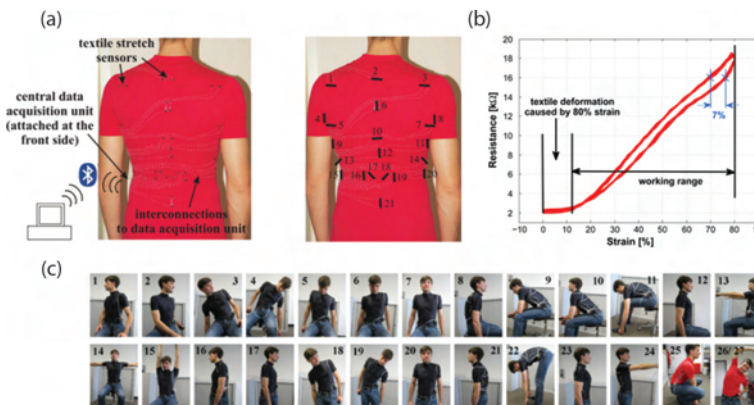 (a)
textile stretch
sensors
central data
acquisition unit
(attached at the
front side)
interconnections
to data acquisition unit
1 2 3
6
4 5 7 8
10
9 11
12
13 14
15 16 17 18 19 20
21
(b)
20
18
16
14
12
10
8
6
4
2
Resistance [kΩ]
textile deformation
caused by 80% strain
7%
working range
−10 0 10 20 30 40 50 60 70 80
Strain [%]
(c)
1 2 3 4 5 6 7 8 9 10 11 12 13
14 15 16 17 18 19 20 21 22 23 24 25 26/27